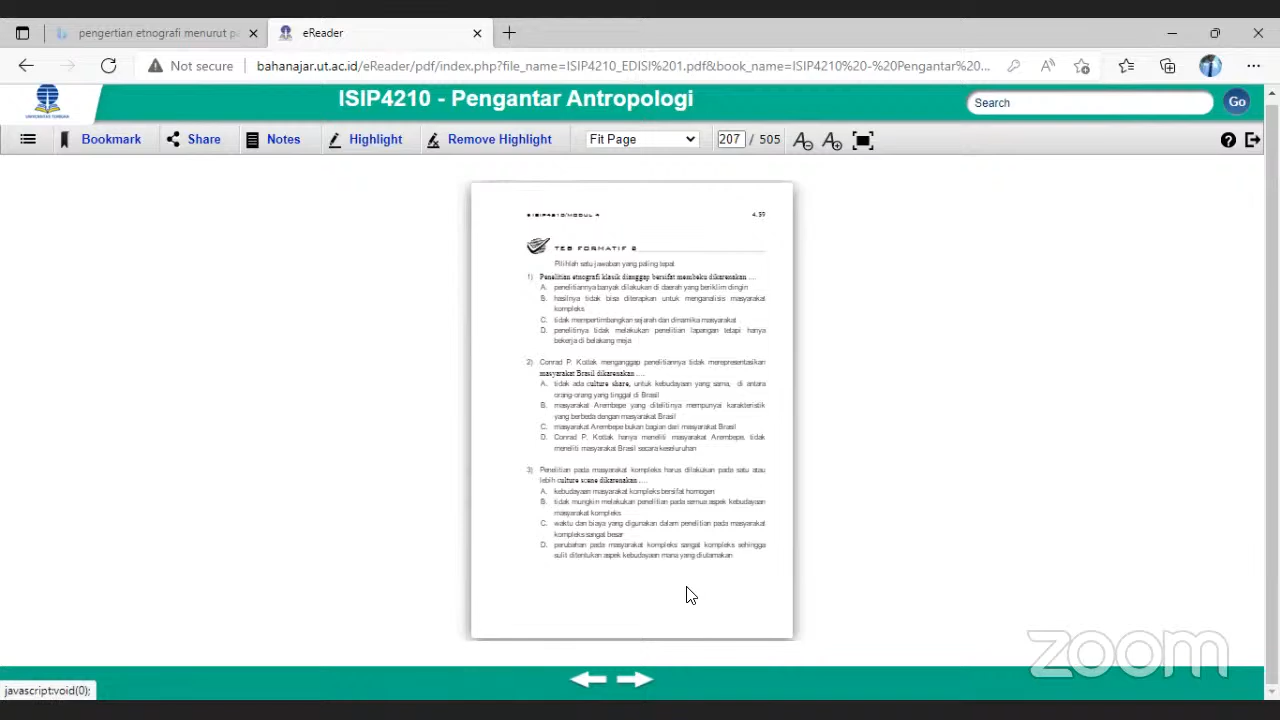 pengertian etnografi menurut pa
eReader
Not secure
bahanajar.ut.ac.id/eReader/pdf/index.php?file_name=ISIP4210_EDISI%201.pdf&book_name=ISIP4210%20-%20Pengantar%20...
UNIVERSITAS TERBUKA
ISIP4210 - Pengantar Antropologi
Search
Go
Bookmark
Share
Notes
Highlight
Remove Highlight
Fit Page
207 / 505
ISIP4210/MODUL 4
4.39
TES FORMATIF 2
Pilihlah satu jawaban yang paling tepat
1) Penelitian etnografi klasik dianggap bersifat membeku dikarenakan ....
A. penelitiannya banyak dilakukan di daerah yang beriklim dingin
B. hasilnya tidak bisa diterapkan untuk menganalisis masyarakat
kompleks
C. tidak mempertimbangkan sejarah dan dinamika masyarakat
D. penelitinya tidak melakukan penelitian lapangan tetapi hanya
bekerja di belakang meja
2) Conrad P. Kottak menganggap penelitiannya tidak merepresentasikan
masyarakat Brasil dikarenakan ....
A. tidak ada culture share, untuk kebudayaan yang sama, di antara
orang-orang yang tinggal di Brasil
B. masyarakat Arembepe yang ditelitinya mempunyai karakteristik
yang berbeda dengan masyarakat Brasil
C. masyarakat Arembepe bukan bagian dari masyarakat Brasil
D. Conrad P. Kottak hanya meneliti masyarakat Arembepe, tidak
meneliti masyarakat Brasil secara keseluruhan
3) Penelitian pada masyarakat kompleks harus dilakukan pada satu atau
lebih culture scene dikarenakan ....
A. kebudayaan masyarakat kompleks bersifat homogen
B. tidak mungkin melakukan penelitian pada semua aspek kebudayaan
masyarakat kompleks
C. waktu dan biaya yang digunakan dalam penelitian pada masyarakat
kompleks sangat besar
D. perubahan pada masyarakat kompleks sangat kompleks sehingga
sulit ditentukan aspek kebudayaan mana yang diutamakan
zoom
javascript:void(0);